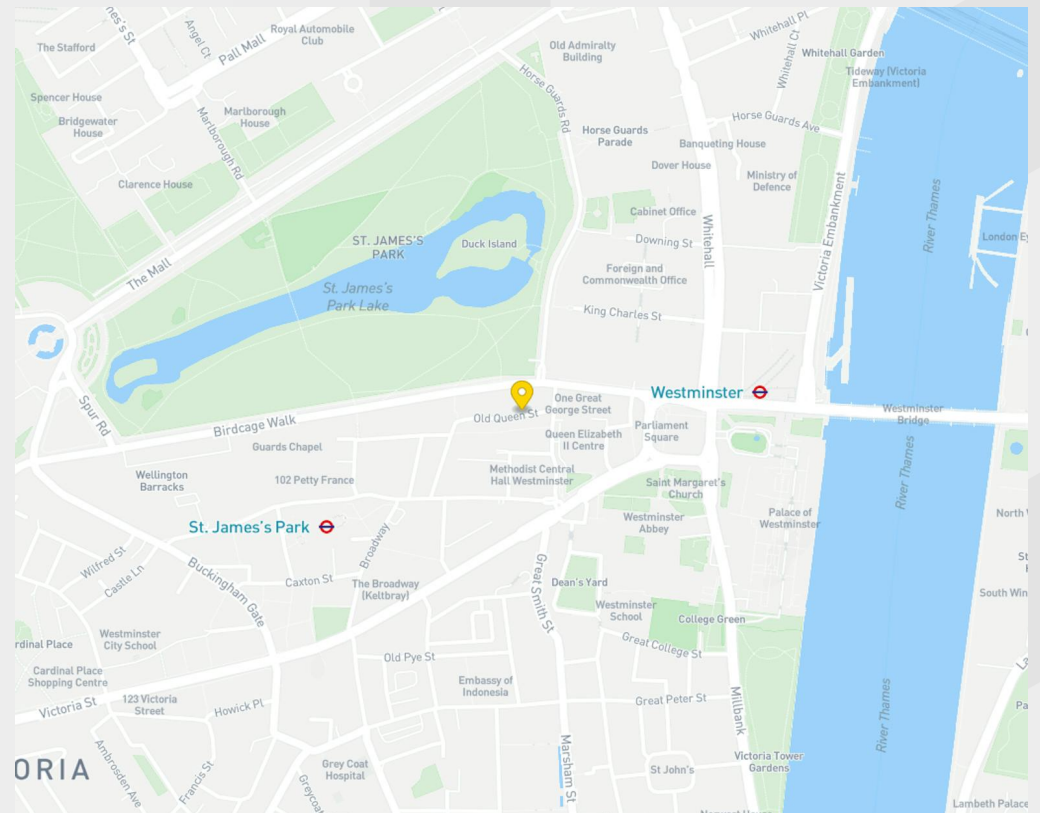 The Stafford
Angel Ct
Pall Mall
Royal Automobile
Club
Old Admiralty
Building
Whitehall Pl
Whitehall Ct
Whitehall Garden
Tideway (Victoria
Embankment)
Spencer House
Bridgewater
House
Marlborough
House
Marlborough Rd
Horse Guards Rd
Horse Guards
Parade
Horse Guards Ave
Banqueting House
Dover House
Ministry of
Defence
Clarence House
Cabinet Office
Whitehall
Victoria Embankment
River Thames
ST. JAMES'S
PARK
Duck Island
Downing St
The Mall
St. James's
Park Lake
Foreign and
Commonwealth Office
King Charles St
Spur Rd
Birdcage Walk
Old Queen St
One Great
George Street
Westminster
Westminster
Bridge
Guards Chapel
Queen Elizabeth
II Centre
Parliament
Square
Wellington
Barracks
102 Petty France
Methodist Central
Hall Westminster
Saint Margaret's
Church
River Thames
St. James's Park
Broadway
Westminster
Abbey
Palace of
Westminster
Wilfred St
Castle Ln
Buckingham Gate
Caxton St
The Broadway
(Keltbray)
Great Smith St
Dean's Yard
Westminster
School
College Green
Great College St
Westminster
City School
Cardinal Place
Shopping Centre
Old Pye St
Embassy of
Indonesia
Great Peter St
Millbank
Victoria St
123 Victoria
Street
Howick Pl
River Thames
Ambrosden Ave
Francis St
Grey Coat
Hospital
Marsham St
St John's
Victoria Tower
Gardens
Lambeth Palace